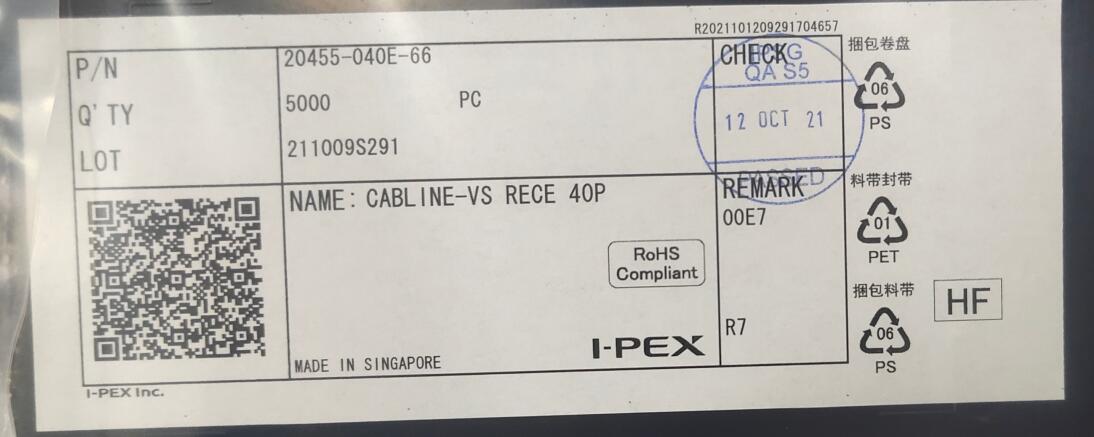 R2021101209291704657
P/N 20455-040E-66
Q'TY 5000 PC
LOT 211009S291
CHECK
QA S5
12 OCT 21
PASSED
NAME: CABLINE-VS RECE 40P
RoHS
Compliant
MADE IN SINGAPORE
I-PEX
REMARK
00E7
R7
I-PEX Inc.
捆包卷盘
06
PS
料带封带
01
PET
捆包料带
06
PS
HF